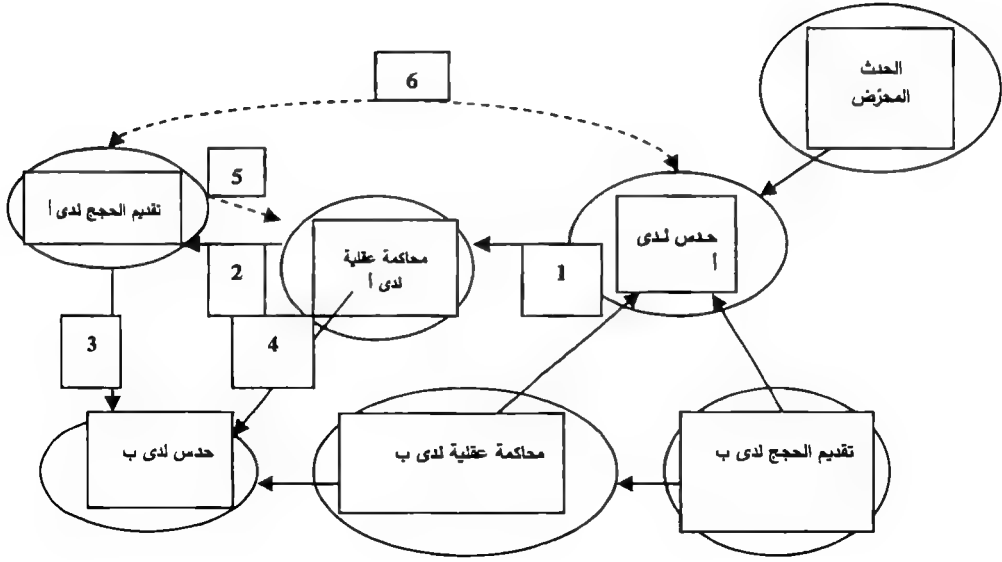 الحدث
المحرّض
6
5
تقديم الحجج لدى أ
حدس لدى
أ
محاكمة عقلية
لدى أ
2
1
3
4
حدس لدى ب
محاكمة عقلية لدى ب
تقديم الحجج لدى ب